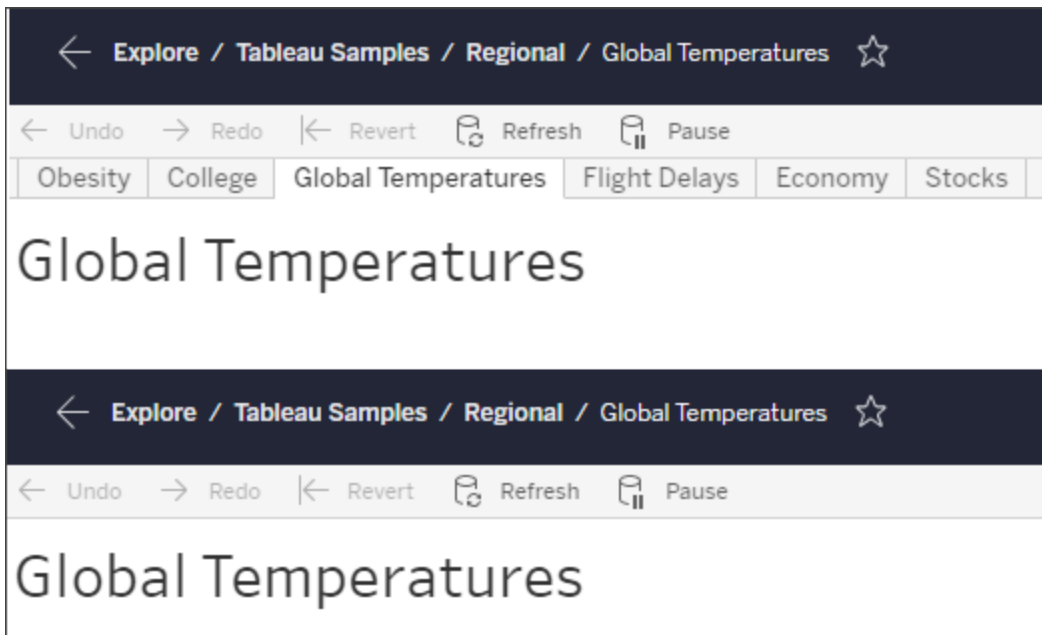 Explore / Tableau Samples / Regional / Global Temperatures
Undo Redo Revert Refresh Pause
Obesity College Global Temperatures Flight Delays Economy Stocks
Global Temperatures
Explore / Tableau Samples / Regional / Global Temperatures
Undo Redo Revert Refresh Pause
Global Temperatures